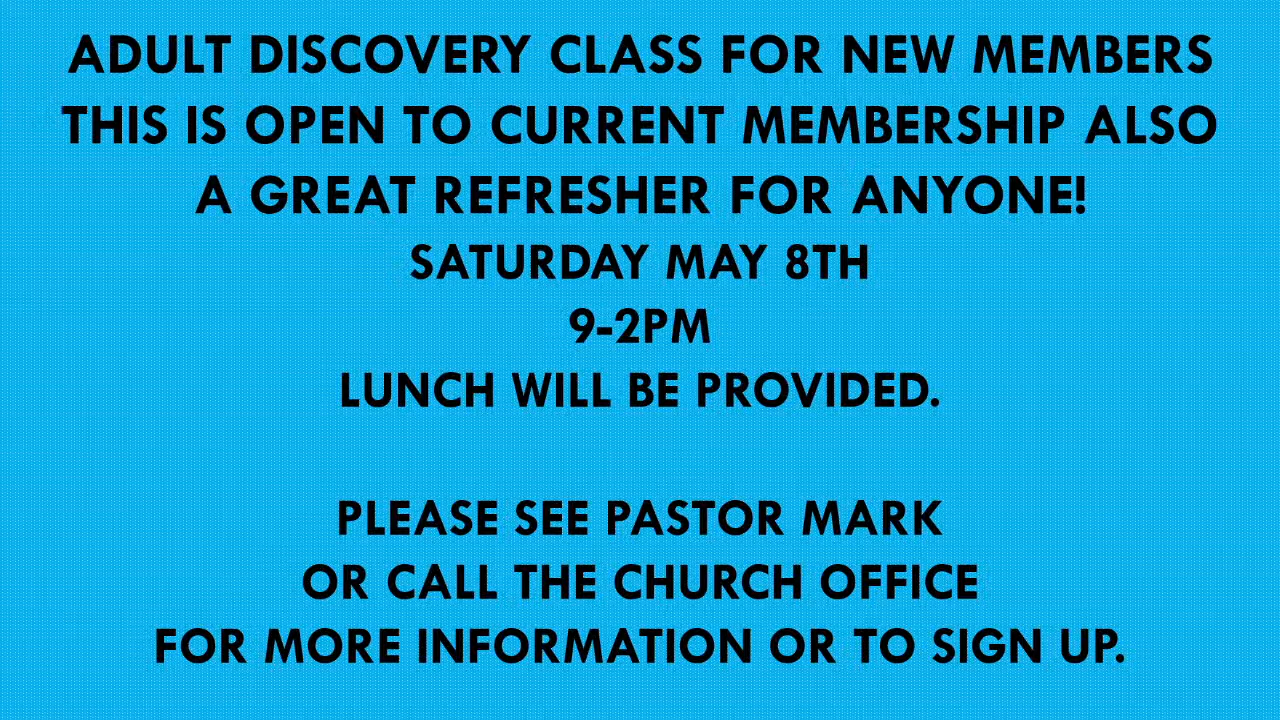 ADULT DISCOVERY CLASS FOR NEW MEMBERS
THIS IS OPEN TO CURRENT MEMBERSHIP ALSO
A GREAT REFRESHER FOR ANYONE!
SATURDAY MAY 8TH
9-2PM
LUNCH WILL BE PROVIDED.
PLEASE SEE PASTOR MARK
OR CALL THE CHURCH OFFICE
FOR MORE INFORMATION OR TO SIGN UP.